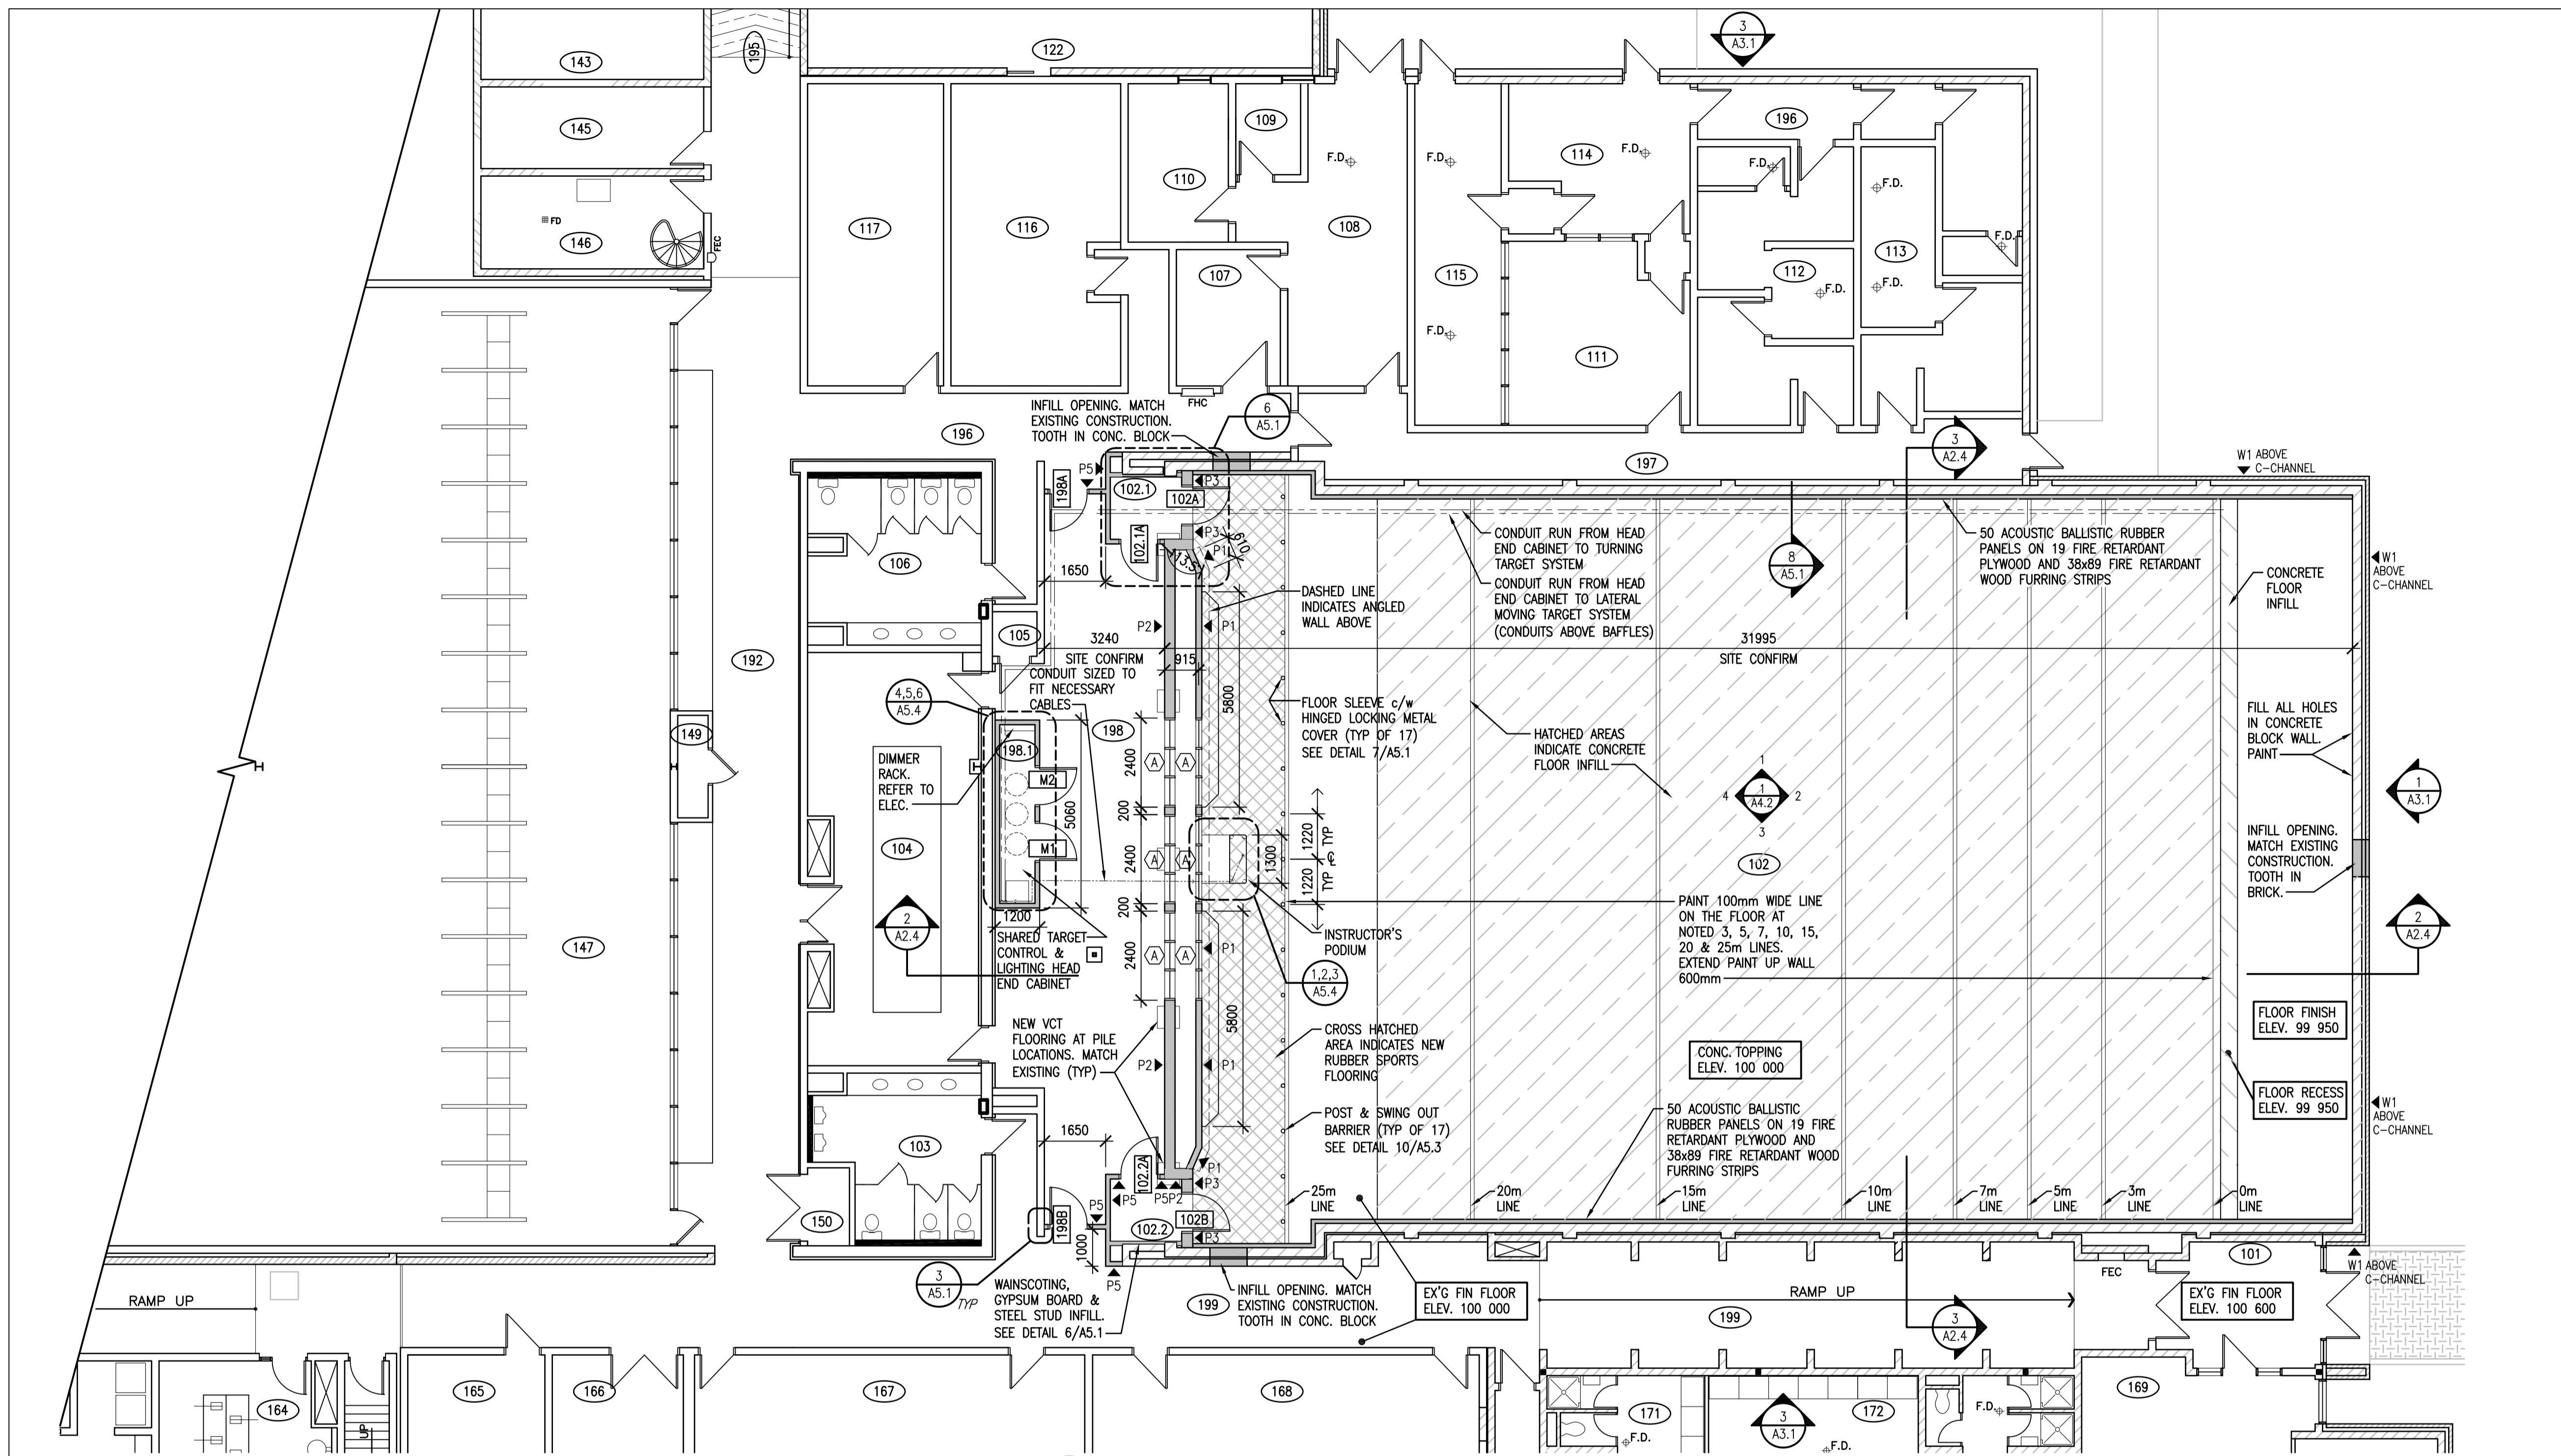 3
A3.1
122
143
195
109
196
145
F.D.
F.D.
114
F.D.
F.D.
110
F.D.
FD
146
FEC
117
116
108
113
F.D.
107
115
112
F.D.
F.D.
F.D.
111
FHC
INFILL OPENING. MATCH
EXISTING CONSTRUCTION.
TOOTH IN CONC. BLOCK
6
A5.1
196
3
A2.4
197
W1 ABOVE
C-CHANNEL
P5
198A
102.1
102A
P3
102.1A
P3
P1
610
113.5°
106
1650
CONDUIT RUN FROM HEAD
END CABINET TO TURNING
TARGET SYSTEM
CONDUIT RUN FROM HEAD
END CABINET TO LATERAL
MOVING TARGET SYSTEM
(CONDUITS ABOVE BAFFLES)
8
A5.1
50 ACOUSTIC BALLISTIC RUBBER
PANELS ON 19 FIRE RETARDANT
PLYWOOD AND 38x89 FIRE RETARDANT
WOOD FURRING STRIPS
CONCRETE
FLOOR
INFILL
W1
ABOVE
C-CHANNEL
DASHED LINE
INDICATES ANGLED
WALL ABOVE
P2
P1
105
3240
SITE CONFIRM
915
31995
SITE CONFIRM
192
CONDUIT SIZED TO
FIT NECESSARY
CABLES
4,5,6
A5.4
5800
FLOOR SLEEVE c/w
HINGED LOCKING METAL
COVER (TYP OF 17)
SEE DETAIL 7/A5.1
FILL ALL HOLES
IN CONCRETE
BLOCK WALL.
PAINT
149
198
198.1
HATCHED AREAS
INDICATE CONCRETE
FLOOR INFILL
DIMMER
RACK.
REFER TO
ELEC.
M2
2400
A
A
1
4
1
A4.2
2
3
1
A3.1
5060
200
1220
TYP
104
M1
2400
A
A
1300
℄
102
1220
TYP
INFILL OPENING.
MATCH EXISTING
CONSTRUCTION.
TOOTH IN
BRICK.
1200
200
2
A2.4
PAINT 100mm WIDE LINE
ON THE FLOOR AT
NOTED 3, 5, 7, 10, 15,
20 & 25m LINES.
EXTEND PAINT UP WALL
600mm
2
A2.4
147
SHARED TARGET
CONTROL &
LIGHTING HEAD
END CABINET
2400
A
A
P1
INSTRUCTOR'S
PODIUM
1,2,3
A5.4
FLOOR FINISH
ELEV. 99 950
NEW VCT
FLOORING AT PILE
LOCATIONS. MATCH
EXISTING (TYP)
5800
CROSS HATCHED
AREA INDICATES NEW
RUBBER SPORTS
FLOORING
P2
P1
CONC. TOPPING
ELEV. 100 000
FLOOR RECESS
ELEV. 99 950
W1
ABOVE
C-CHANNEL
103
1650
POST & SWING OUT
BARRIER (TYP OF 17)
SEE DETAIL 10/A5.3
50 ACOUSTIC BALLISTIC
RUBBER PANELS ON 19 FIRE
RETARDANT PLYWOOD AND
38x89 FIRE RETARDANT WOOD
FURRING STRIPS
102.2A
P1
P3
P5
P5
P2
25m
LINE
20m
LINE
15m
LINE
10m
LINE
7m
LINE
5m
LINE
3m
LINE
0m
LINE
150
198B
P5
102.2
102B
P3
1000
P5
101
FEC
W1 ABOVE
C-CHANNEL
3
A5.1
TYP
WAINSCOTING,
GYPSUM BOARD &
STEEL STUD INFILL.
SEE DETAIL 6/A5.1
199
INFILL OPENING. MATCH
EXISTING CONSTRUCTION.
TOOTH IN CONC. BLOCK
EX'G FIN FLOOR
ELEV. 100 000
RAMP UP
RAMP UP
199
3
A2.4
EX'G FIN FLOOR
ELEV. 100 600
164
UP
165
166
167
168
171
F.D.
3
A3.1
172
F.D.
F.D.
169